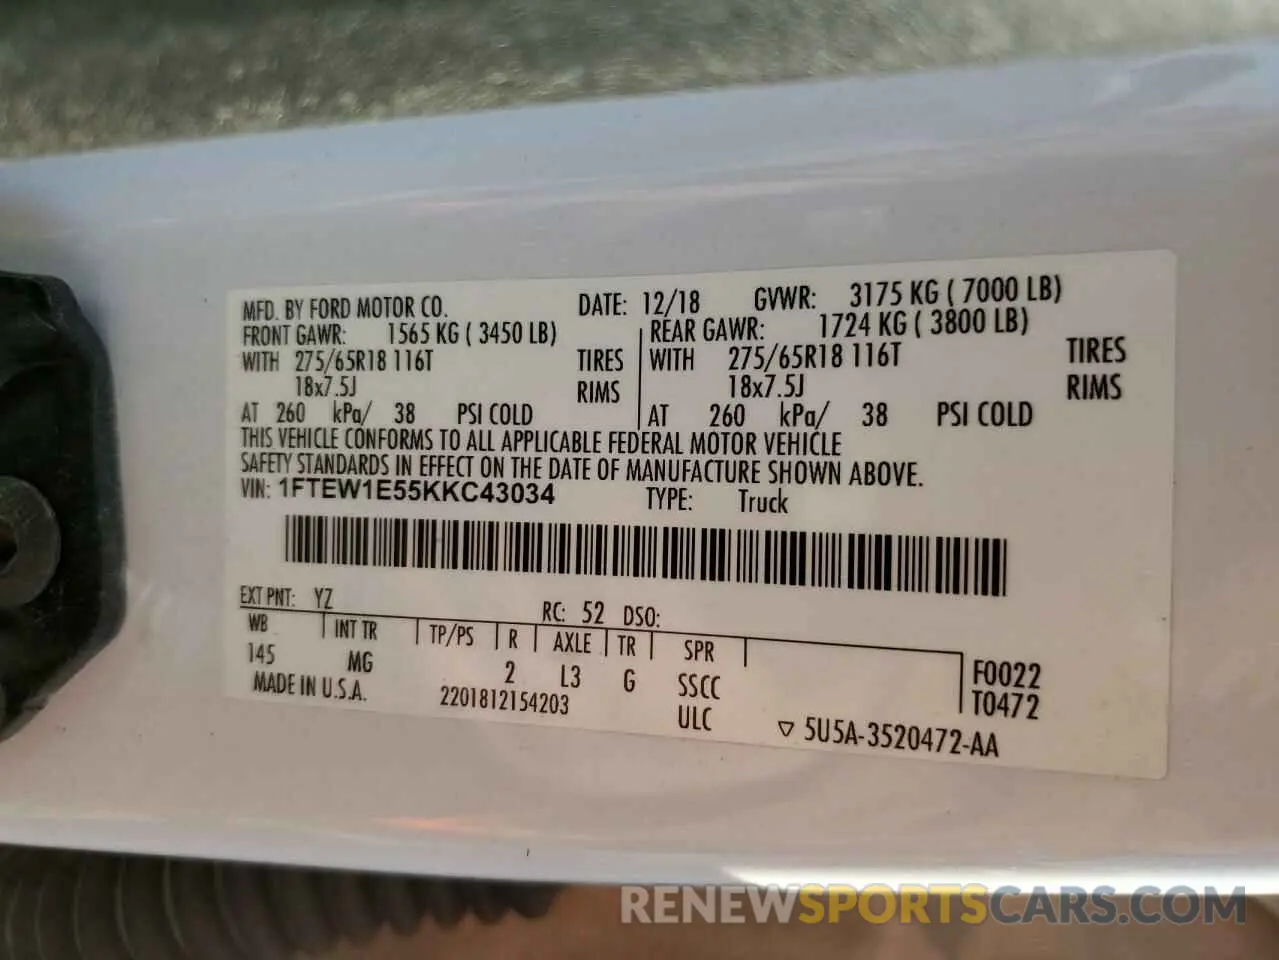 MFD. BY FORD MOTOR CO. DATE: 12/18 GVWR: 3175 KG ( 7000 LB)
FRONT GAWR: 1565 KG ( 3450 LB) REAR GAWR: 1724 KG ( 3800 LB)
WITH 275/65R18 116T TIRES WITH 275/65R18 116T TIRES
18x7.5J RIMS 18x7.5J RIMS
AT 260 kPa/ 38 PSI COLD AT 260 kPa/ 38 PSI COLD
THIS VEHICLE CONFORMS TO ALL APPLICABLE FEDERAL MOTOR VEHICLE
SAFETY STANDARDS IN EFFECT ON THE DATE OF MANUFACTURE SHOWN ABOVE.
VIN: 1FTEW1E55KKC43034 TYPE: Truck
EXT PNT: YZ RC: 52 DSO:
WB INT TR TP/PS R AXLE TR SPR
145 MG 2 L3 G SSCC F0022
MADE IN U.S.A. 2201812154203 ULC T0472
▽ 5U5A-3520472-AA
RENEWSPORTSCARS.COM